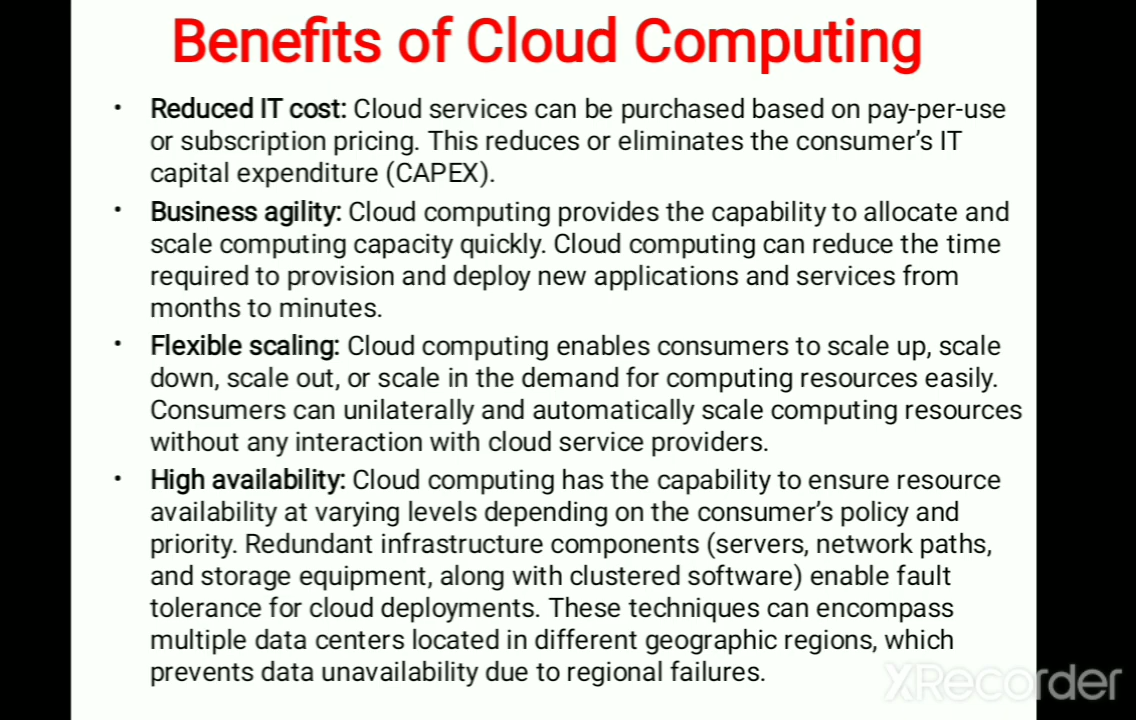 Benefits of Cloud Computing
• Reduced IT cost: Cloud services can be purchased based on pay-per-use
or subscription pricing. This reduces or eliminates the consumer's IT
capital expenditure (CAPEX).
• Business agility: Cloud computing provides the capability to allocate and
scale computing capacity quickly. Cloud computing can reduce the time
required to provision and deploy new applications and services from
months to minutes.
• Flexible scaling: Cloud computing enables consumers to scale up, scale
down, scale out, or scale in the demand for computing resources easily.
Consumers can unilaterally and automatically scale computing resources
without any interaction with cloud service providers.
• High availability: Cloud computing has the capability to ensure resource
availability at varying levels depending on the consumer's policy and
priority. Redundant infrastructure components (servers, network paths,
and storage equipment, along with clustered software) enable fault
tolerance for cloud deployments. These techniques can encompass
multiple data centers located in different geographic regions, which
prevents data unavailability due to regional failures.
XRecorder